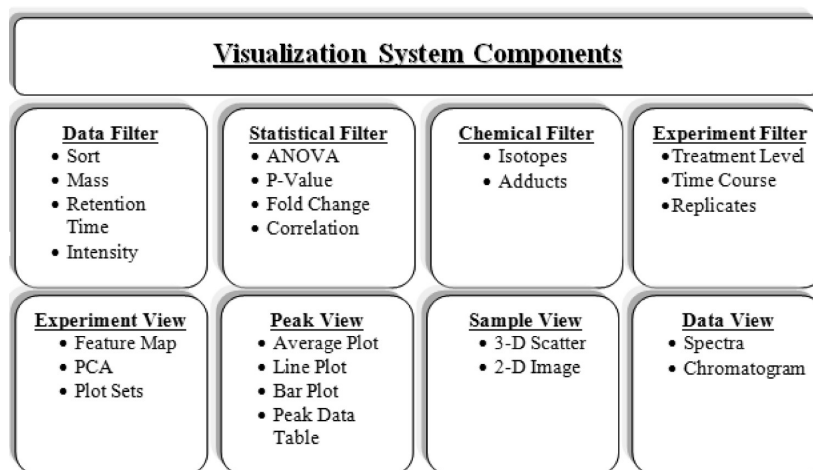 Visualization System Components
Data Filter
• Sort
• Mass
• Retention
Time
• Intensity
Statistical Filter
• ANOVA
• P-Value
• Fold Change
• Correlation
Chemical Filter
• Isotopes
• Adducts
Experiment Filter
•Treatment Level
•Time Course
•Replicates
Experiment View
• Feature Map
• PCA
• Plot Sets
Peak View
• Average Plot
• Line Plot
• Bar Plot
• Peak Data
Table
Sample View
• 3-D Scatter
• 2-D Image
Data View
• Spectra
• Chromatogram